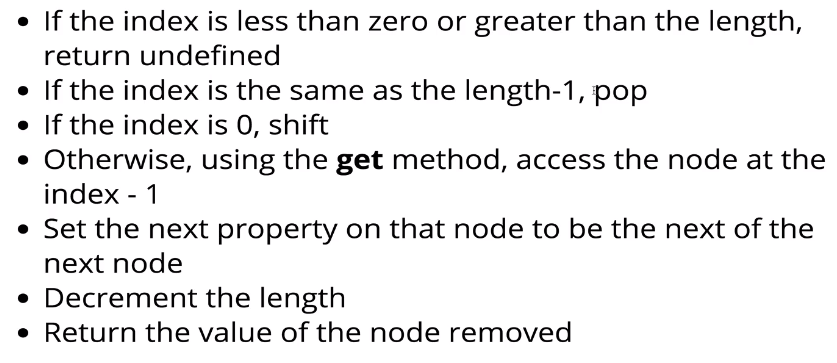 • If the index is less than zero or greater than the length,
return undefined
• If the index is the same as the length-1, pop
• If the index is 0, shift
• Otherwise, using the get method, access the node at the
index - 1
• Set the next property on that node to be the next of the
next node
• Decrement the length
• Return the value of the node removed